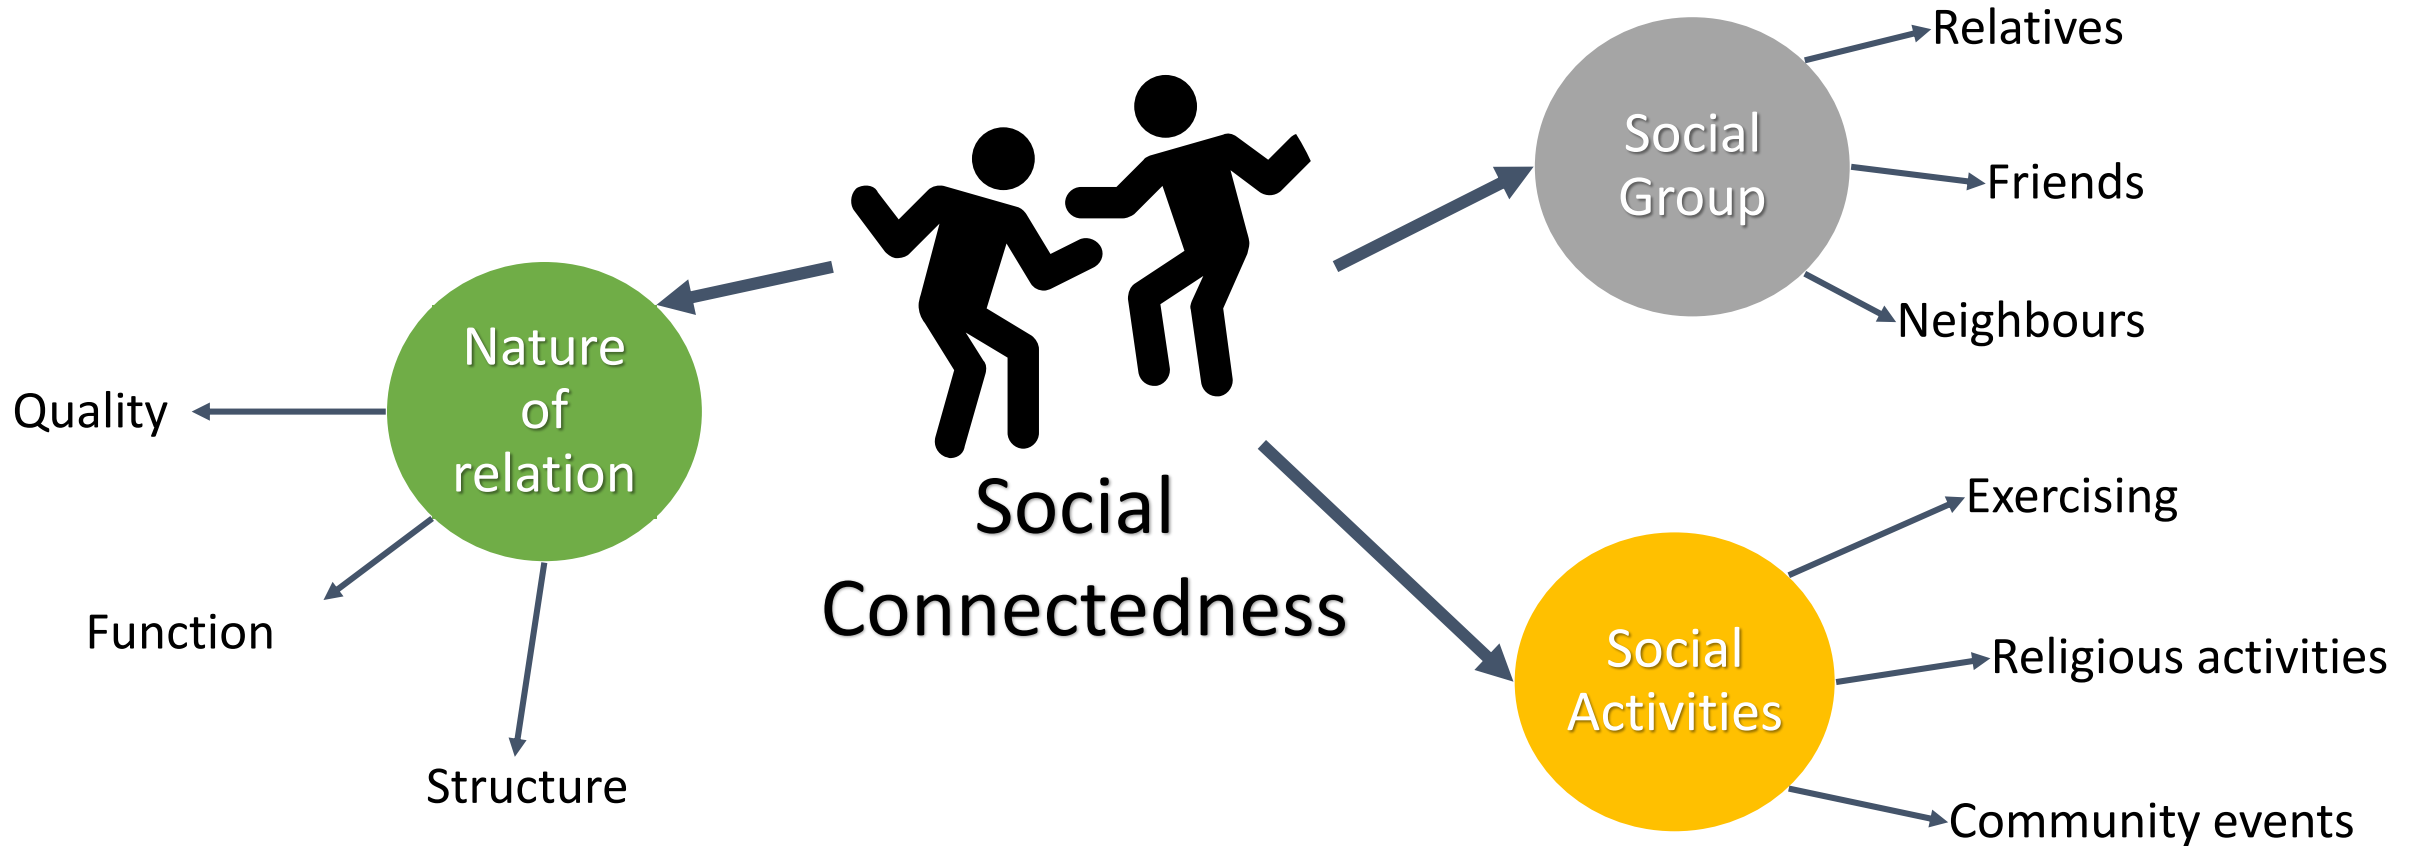 Relatives
Social
Group
Friends
Neighbours
Nature
of
relation
Quality
Function
Structure
Social
Connectedness
Exercising
Social
Activities
Religious activities
Community events